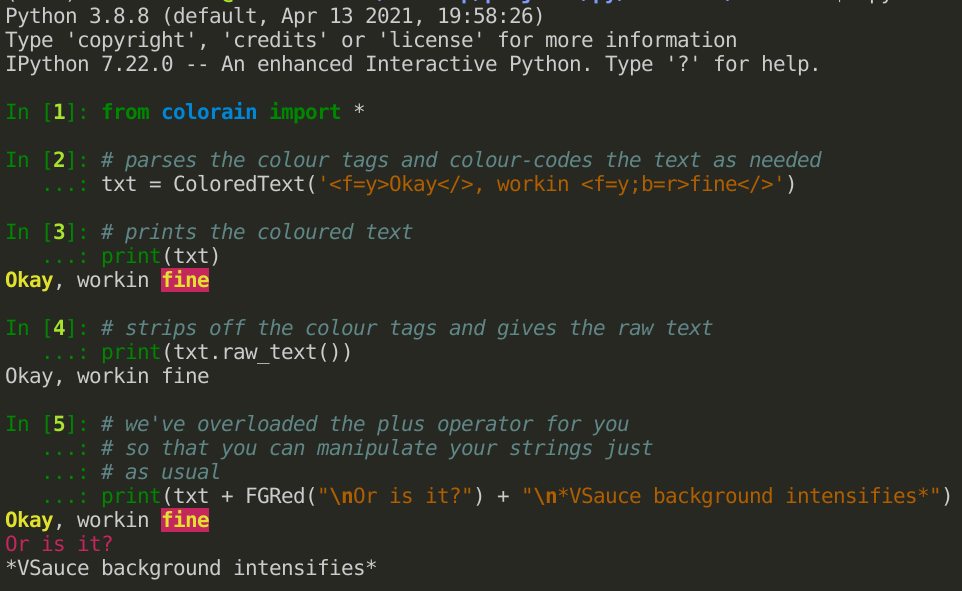 Python 3.8.8 (default, Apr 13 2021, 19:58:26)
Type 'copyright', 'credits' or 'license' for more information
IPython 7.22.0 -- An enhanced Interactive Python. Type '?' for help.
In [1]: from colorain import *
In [2]: # parses the colour tags and colour-codes the text as needed
...: txt = ColoredText('<f=y>Okay</>, workin <f=y;b=r>fine</>')
In [3]: # prints the coloured text
...: print(txt)
Okay, workin fine
In [4]: # strips off the colour tags and gives the raw text
...: print(txt.raw_text())
Okay, workin fine
In [5]: # we've overloaded the plus operator for you
...: # so that you can manipulate your strings just
...: # as usual
...: print(txt + FGRed("\nOr is it?") + "\n*VSauce background intensifies*")
Okay, workin fine
Or is it?
*VSauce background intensifies*